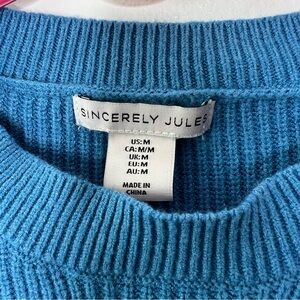 SINCERELY JULES
US:M
CA:M/M
UK:M
EU:M
AU:M
MADE IN
CHINA